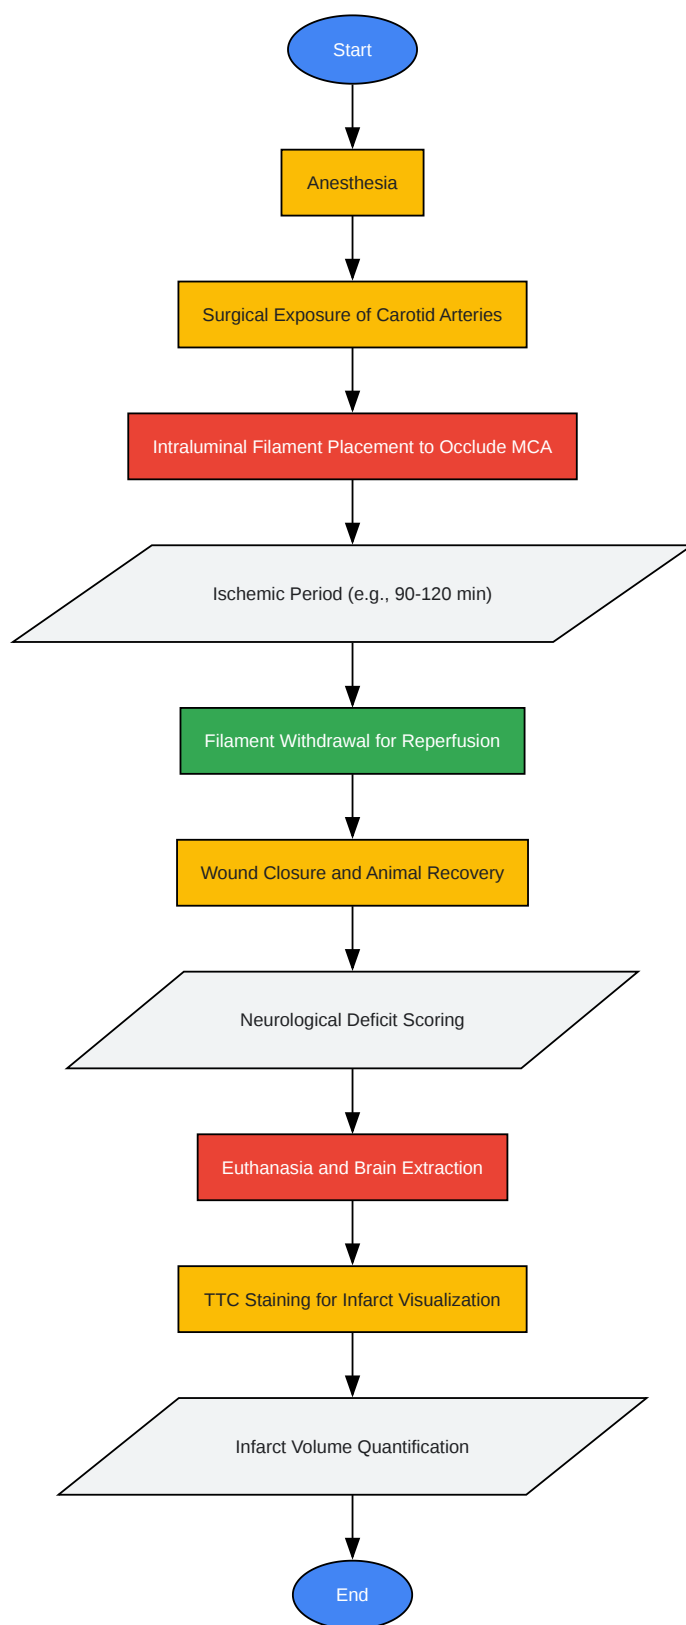 Start
Anesthesia
Surgical Exposure of Carotid Arteries
Intraluminal Filament Placement to Occlude MCA
Ischemic Period (e.g., 90-120 min)
Filament Withdrawal for Reperfusion
Wound Closure and Animal Recovery
Neurological Deficit Scoring
Euthanasia and Brain Extraction
TTC Staining for Infarct Visualization
Infarct Volume Quantification
End